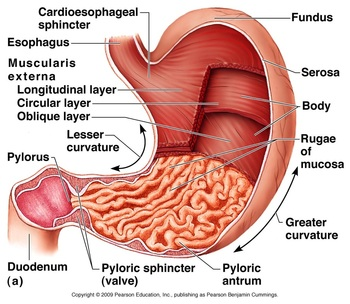 Cardioesophageal
sphincter
Fundus
Esophagus
Muscularis
externa
Serosa
Longitudinal layer
Circular layer
Oblique layer
Body
Lesser
curvature
Rugae
of
mucosa
Pylorus
Greater
curvature
Duodenum
(a)
Pyloric sphincter
(valve)
Pyloric
antrum
Copyright © 2009 Pearson Education, Inc., publishing as Pearson Benjamin Cummings.